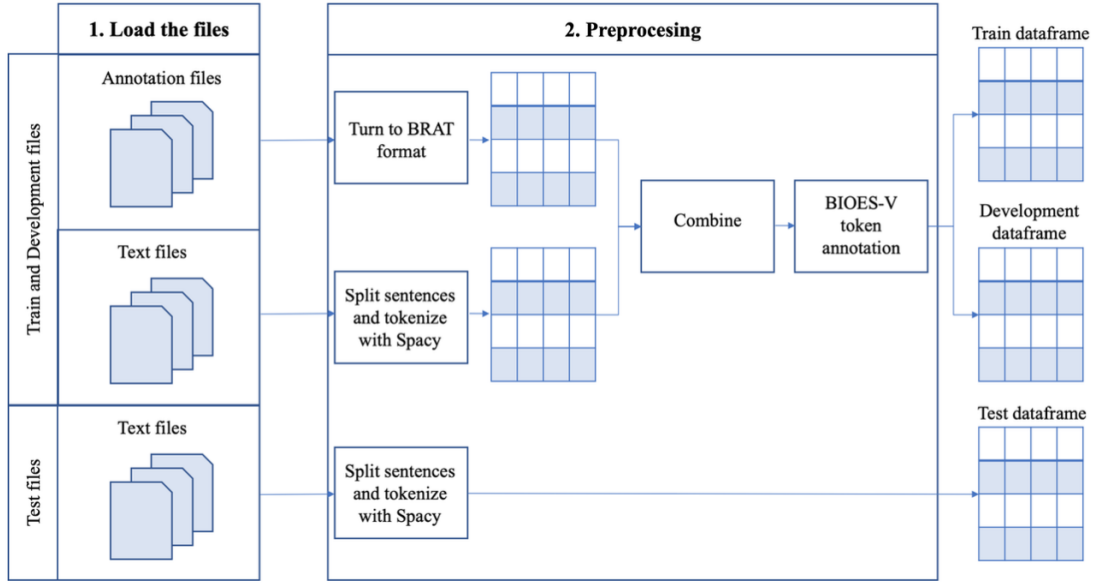 1. Load the files
2. Preprocesing
Train and Development files
Annotation files
Turn to BRAT
format
Text files
Split sentences
and tokenize
with Spacy
Combine
BIOES-V
token
annotation
Train dataframe
Development
dataframe
Test files
Text files
Split sentences
and tokenize
with Spacy
Test dataframe